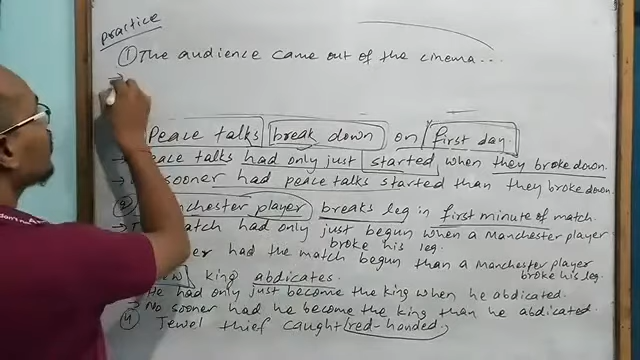 Practice
① The audience came out of the cinema...
→
Peace talks break down on first day.
→ Peace talks had only just started when they broke down.
sooner had peace talks started than they broke down
② Manchester player breaks leg in first minute of match.
match had only just begun when a Manchester player
broke his leg.
had the match begun than a Manchester player
broke his leg.
king abdicates.
→ He had only just become the king when he abdicated.
→ No sooner had he become the king than he abdicated.
④ Jewel thief caught red-handed